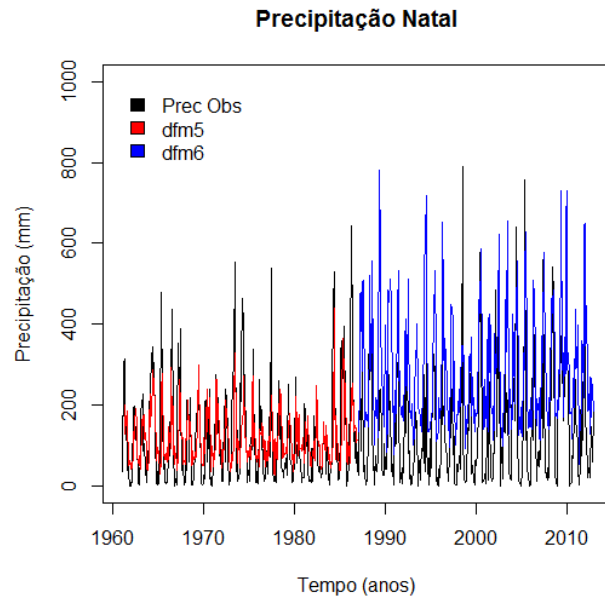 Precipitação Natal
Precipitação (mm)
1000
800
600
400
200
0
Prec Obs
dfm5
dfm6
1960 1970 1980 1990 2000 2010
Tempo (anos)